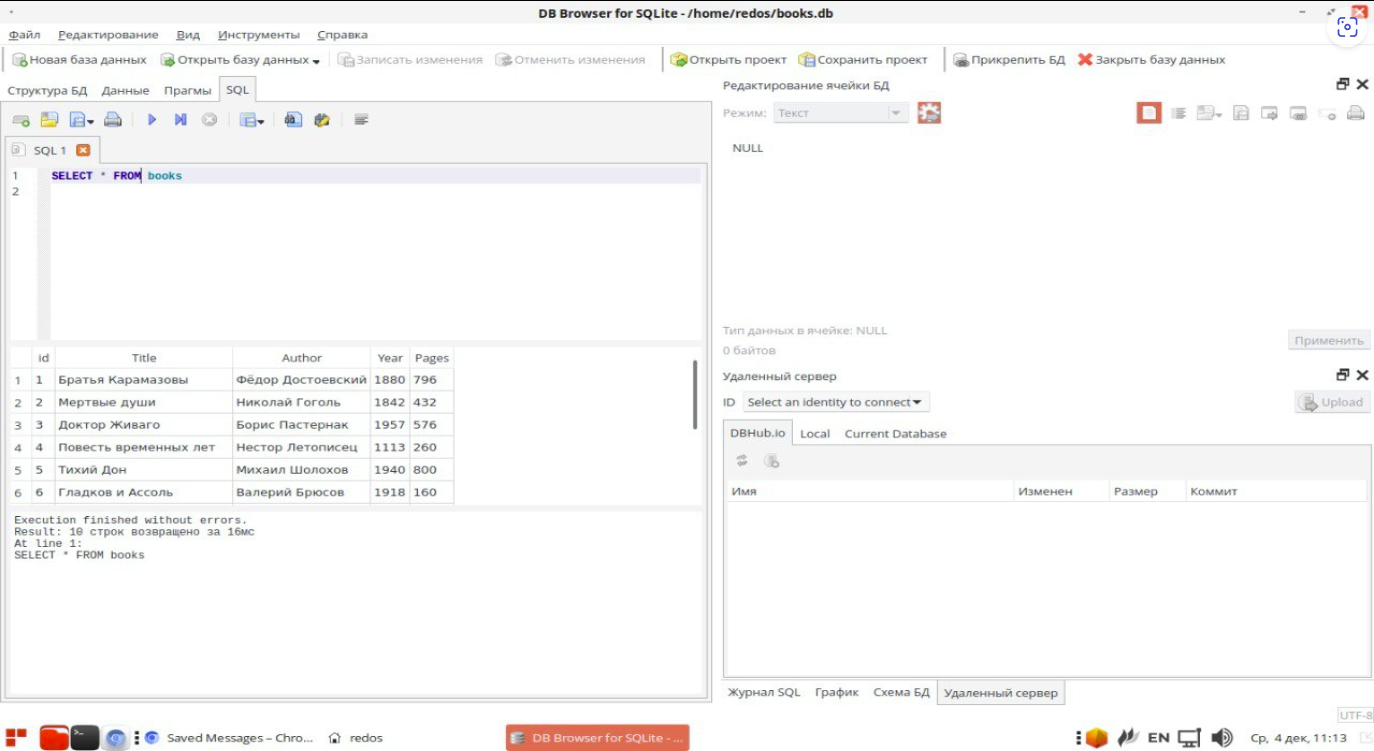 DB Browser for SQLite - /home/redos/books.db
Файл Редактирование Вид Инструменты Справка
Новая база данных Открыть базу данных Записать изменения Отменить изменения Открыть проект Сохранить проект Прикрепить БД Закрыть базу данных
Структура БД Данные Прагмы SQL
SQL 1
1 SELECT * FROM books
2
id Title Author Year Pages
1 1 Братья Карамазовы Фёдор Достоевский 1880 796
2 2 Мертвые души Николай Гоголь 1842 432
3 3 Доктор Живаго Борис Пастернак 1957 576
4 4 Повесть временных лет Нестор Летописец 1113 260
5 5 Тихий Дон Михаил Шолохов 1940 800
6 6 Гладков и Ассоль Валерий Брюсов 1918 160
Execution finished without errors.
Result: 10 строк возвращено за 16мс
At line 1:
SELECT * FROM books
Редактирование ячейки БД
Режим: Текст
NULL
Тип данных в ячейке: NULL
0 байтов
Применить
Удаленный сервер
ID Select an identity to connect Upload
DBHub.io Local Current Database
Имя Изменен Размер Коммит
Журнал SQL График Схема БД Удаленный сервер
UTF-8
Saved Messages – Chro... redos DB Browser for SQLite - ... EN Ср, 4 дек, 11:13